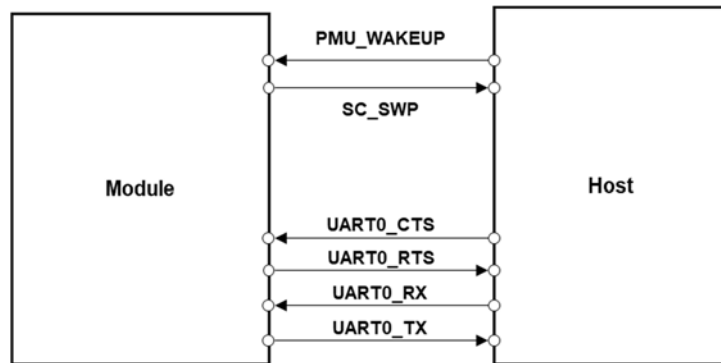 PMU_WAKEUP
SC_SWP
Module
Host
UART0_CTS
UART0_RTS
UART0_RX
UART0_TX